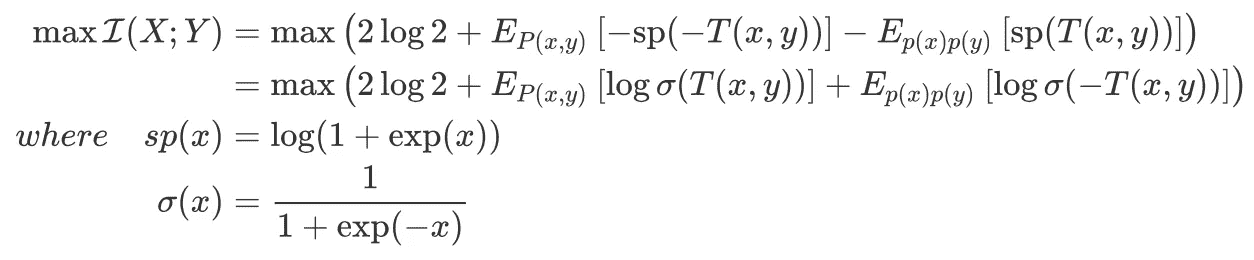 max 𝓘(X; Y) = max (2 log 2 + E_{P(x,y)} [−sp(−T(x, y))] − E_{p(x)p(y)} [sp(T(x, y))])
= max (2 log 2 + E_{P(x,y)} [log σ(T(x, y))] + E_{p(x)p(y)} [log σ(−T(x, y))])
where sp(x) = log(1 + exp(x))
σ(x) = \frac{1}{1 + exp(−x)}